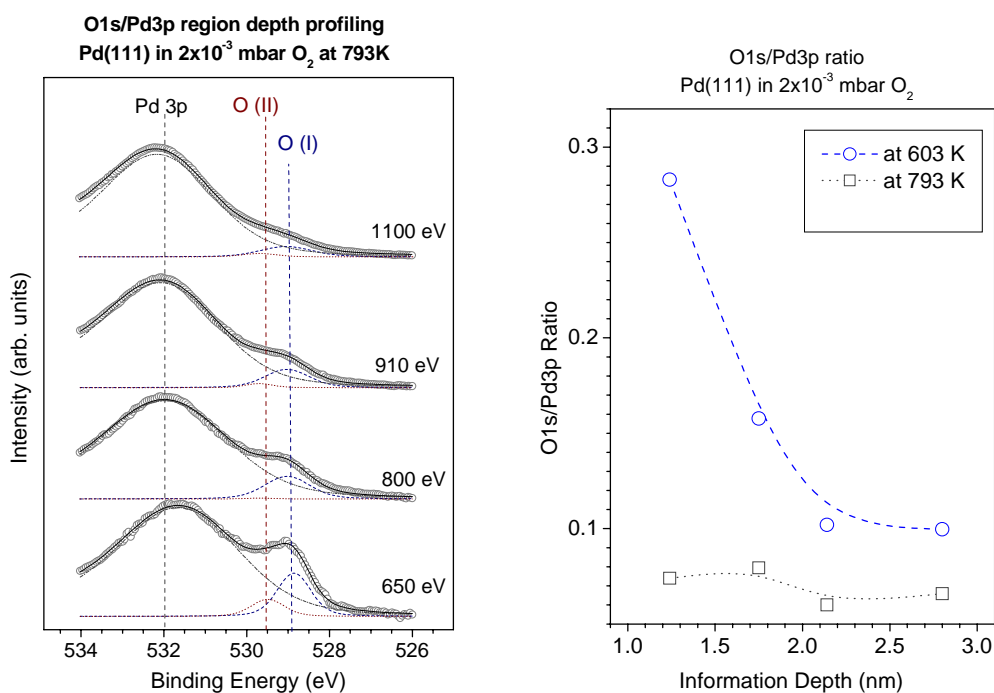 O1s/Pd3p region depth profiling
Pd(111) in 2x10⁻³ mbar O₂ at 793K
Pd 3p
O (II)
O (I)
1100 eV
910 eV
800 eV
650 eV
Intensity (arb. units)
534 532 530 528 526
Binding Energy (eV)
O1s/Pd3p ratio
Pd(111) in 2x10⁻³ mbar O₂
at 603 K
at 793 K
0.3
0.2
0.1
O1s/Pd3p Ratio
1.0 1.5 2.0 2.5 3.0
Information Depth (nm)